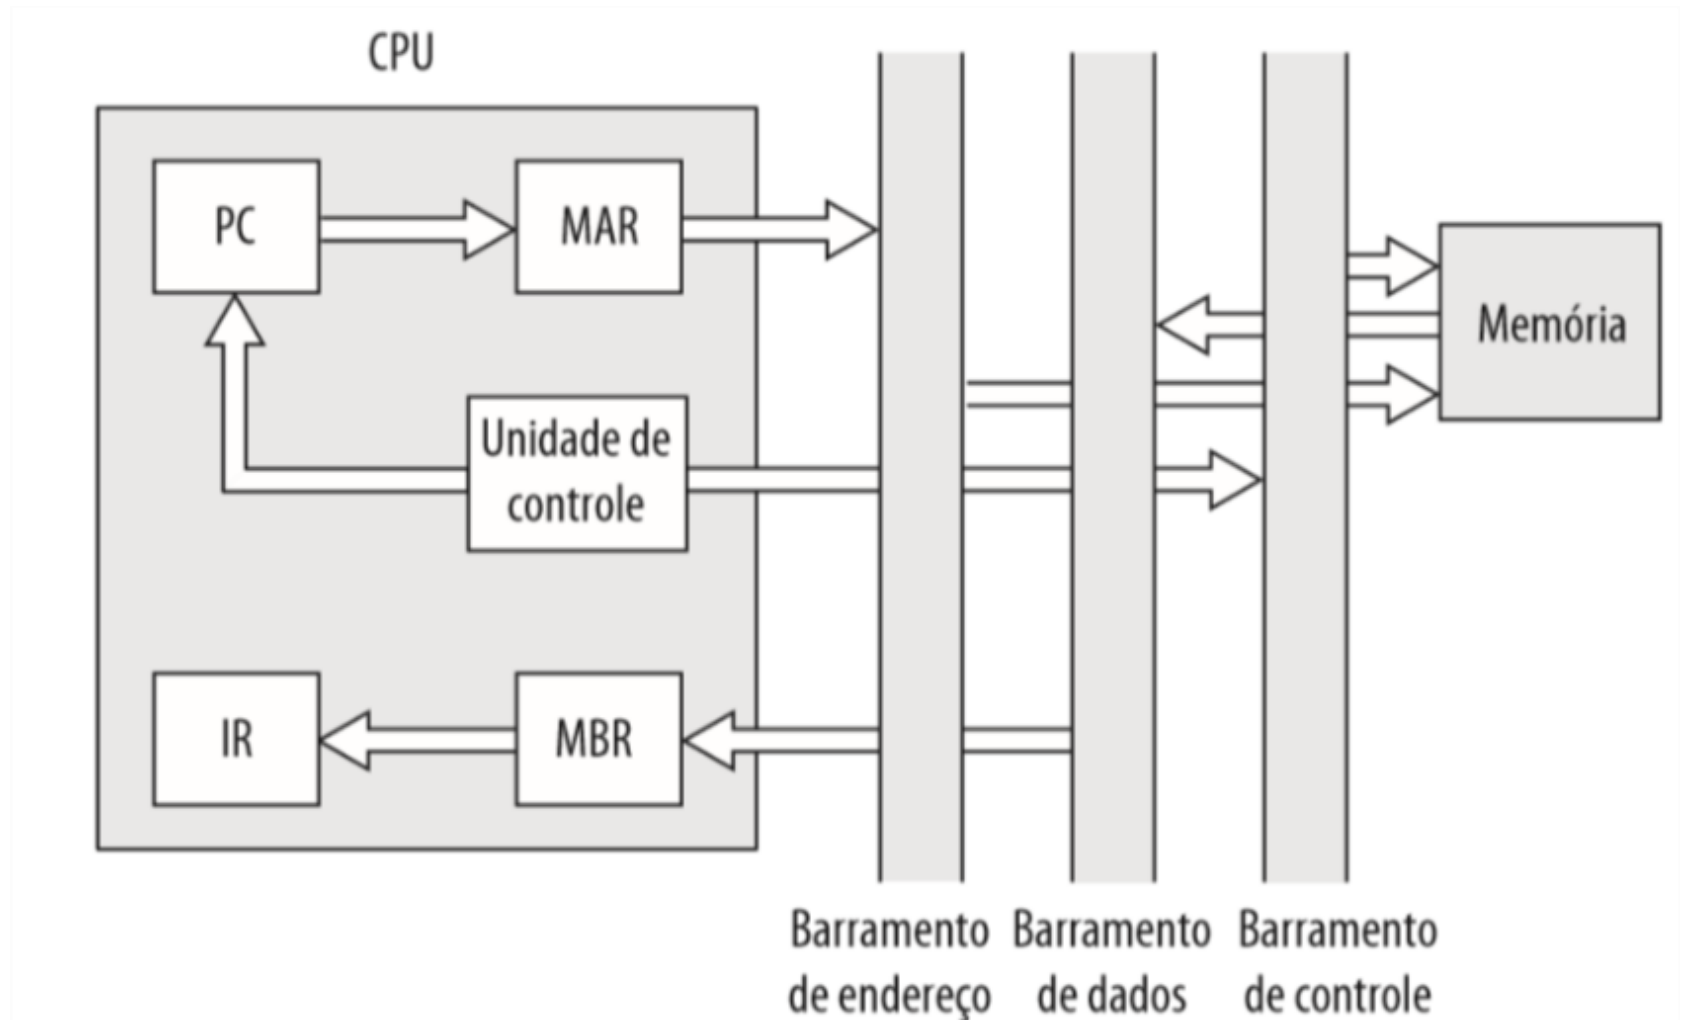 CPU
PC
MAR
Memória
Unidade de
controle
IR
MBR
Barramento
de endereço
Barramento
de dados
Barramento
de controle